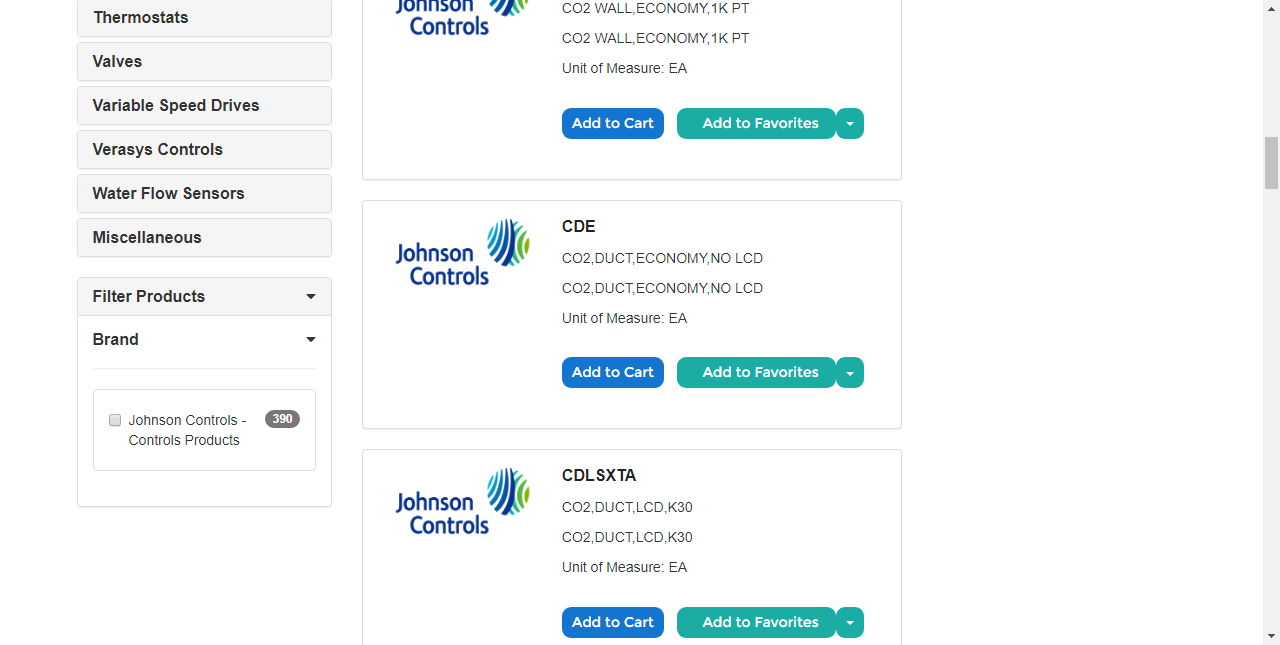 Thermostats
Valves
Variable Speed Drives
Verasys Controls
Water Flow Sensors
Miscellaneous
Filter Products
Brand
Johnson Controls - 390
Controls Products
Johnson
Controls
CO2 WALL,ECONOMY,1K PT
CO2 WALL,ECONOMY,1K PT
Unit of Measure: EA
Add to Cart Add to Favorites
Johnson
Controls
CDE
CO2,DUCT,ECONOMY,NO LCD
CO2,DUCT,ECONOMY,NO LCD
Unit of Measure: EA
Add to Cart Add to Favorites
Johnson
Controls
CDLSXTA
CO2,DUCT,LCD,K30
CO2,DUCT,LCD,K30
Unit of Measure: EA
Add to Cart Add to Favorites